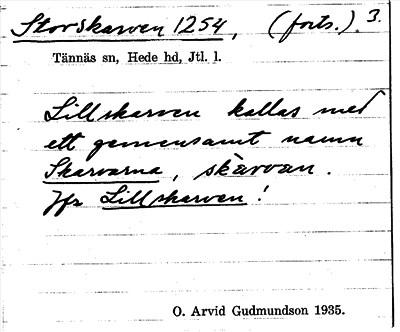 Storskarven 1254, (forts.). 3.
Tännäs sn, Hede hd, Jtl. l.
Lillskarven kallas med
ett gemensamt namn
Skarvarna, skàrvan.
Jfr Lillskarven!
O. Arvid Gudmundson 1935.